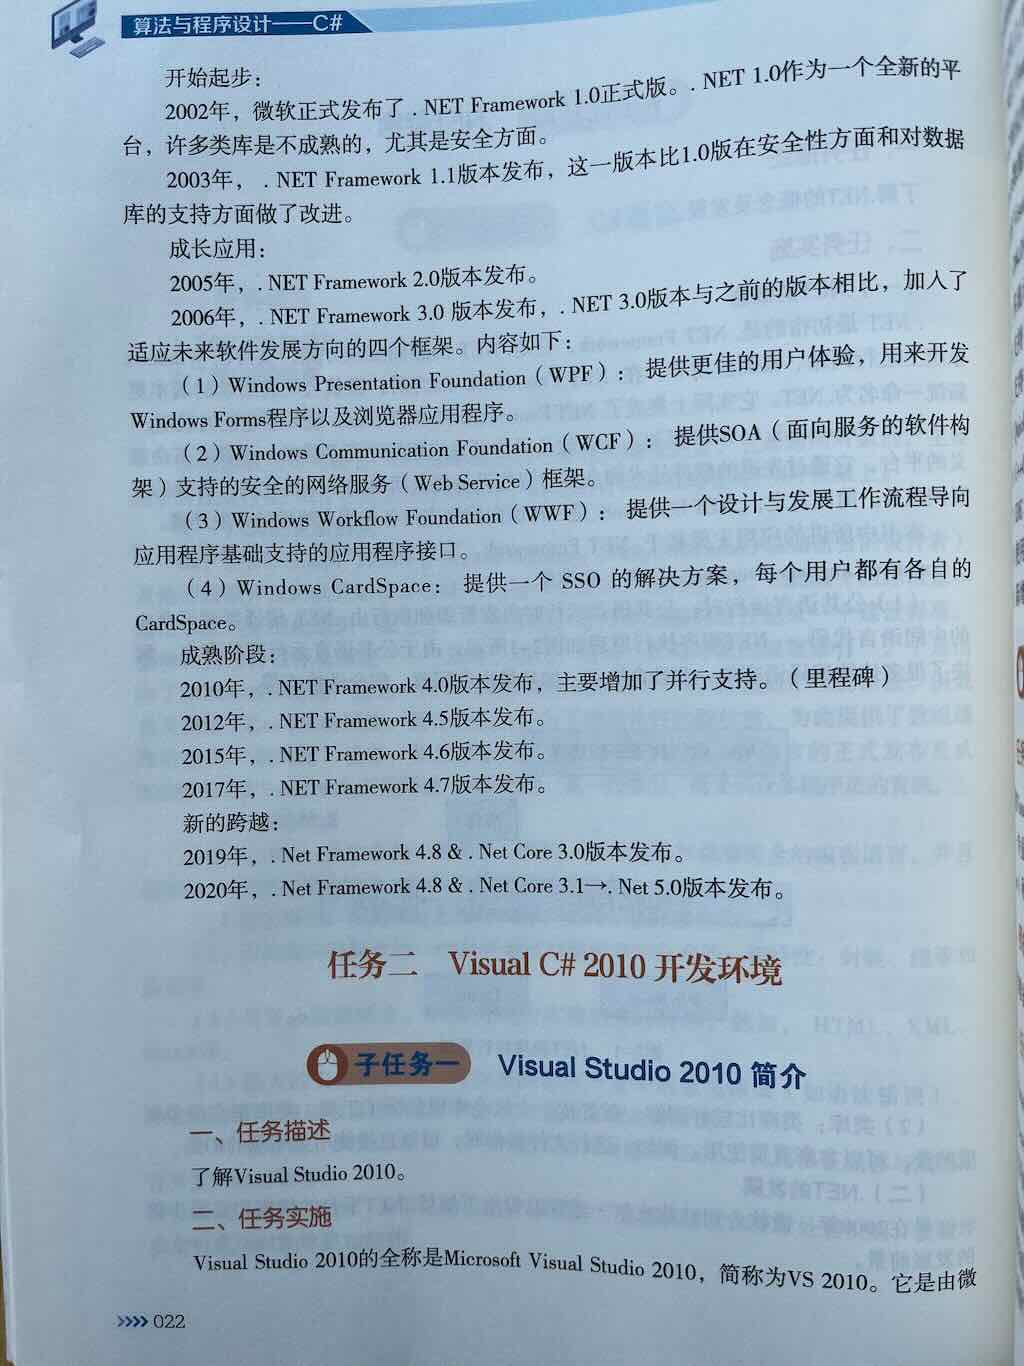 算法与程序设计——C#
开始起步：
2002年，微软正式发布了 . NET Framework 1.0正式版。. NET 1.0作为一个全新的平
台，许多类库是不成熟的，尤其是安全方面。
2003年， . NET Framework 1.1版本发布，这一版本比1.0版在安全性方面和对数据
库的支持方面做了改进。
成长应用：
2005年，. NET Framework 2.0版本发布。
2006年，. NET Framework 3.0 版本发布，. NET 3.0版本与之前的版本相比，加入了
适应未来软件发展方向的四个框架。内容如下：
（1）Windows Presentation Foundation（WPF）： 提供更佳的用户体验，用来开发
Windows Forms程序以及浏览器应用程序。
（2）Windows Communication Foundation（WCF）： 提供SOA（面向服务的软件构
架）支持的安全的网络服务（Web Service）框架。
（3）Windows Workflow Foundation（WWF）： 提供一个设计与发展工作流程导向
应用程序基础支持的应用程序接口。
（4）Windows CardSpace： 提供一个 SSO 的解决方案，每个用户都有各自的
CardSpace。
成熟阶段：
2010年，. NET Framework 4.0版本发布，主要增加了并行支持。（里程碑）
2012年，. NET Framework 4.5版本发布。
2015年，. NET Framework 4.6版本发布。
2017年，. NET Framework 4.7版本发布。
新的跨越：
2019年，. Net Framework 4.8 & . Net Core 3.0版本发布。
2020年，. Net Framework 4.8 & . Net Core 3.1→. Net 5.0版本发布。
任务二 Visual C# 2010 开发环境
子任务一 Visual Studio 2010 简介
一、任务描述
了解Visual Studio 2010。
二、任务实施
Visual Studio 2010的全称是Microsoft Visual Studio 2010，简称为VS 2010。它是由微
›››› 022